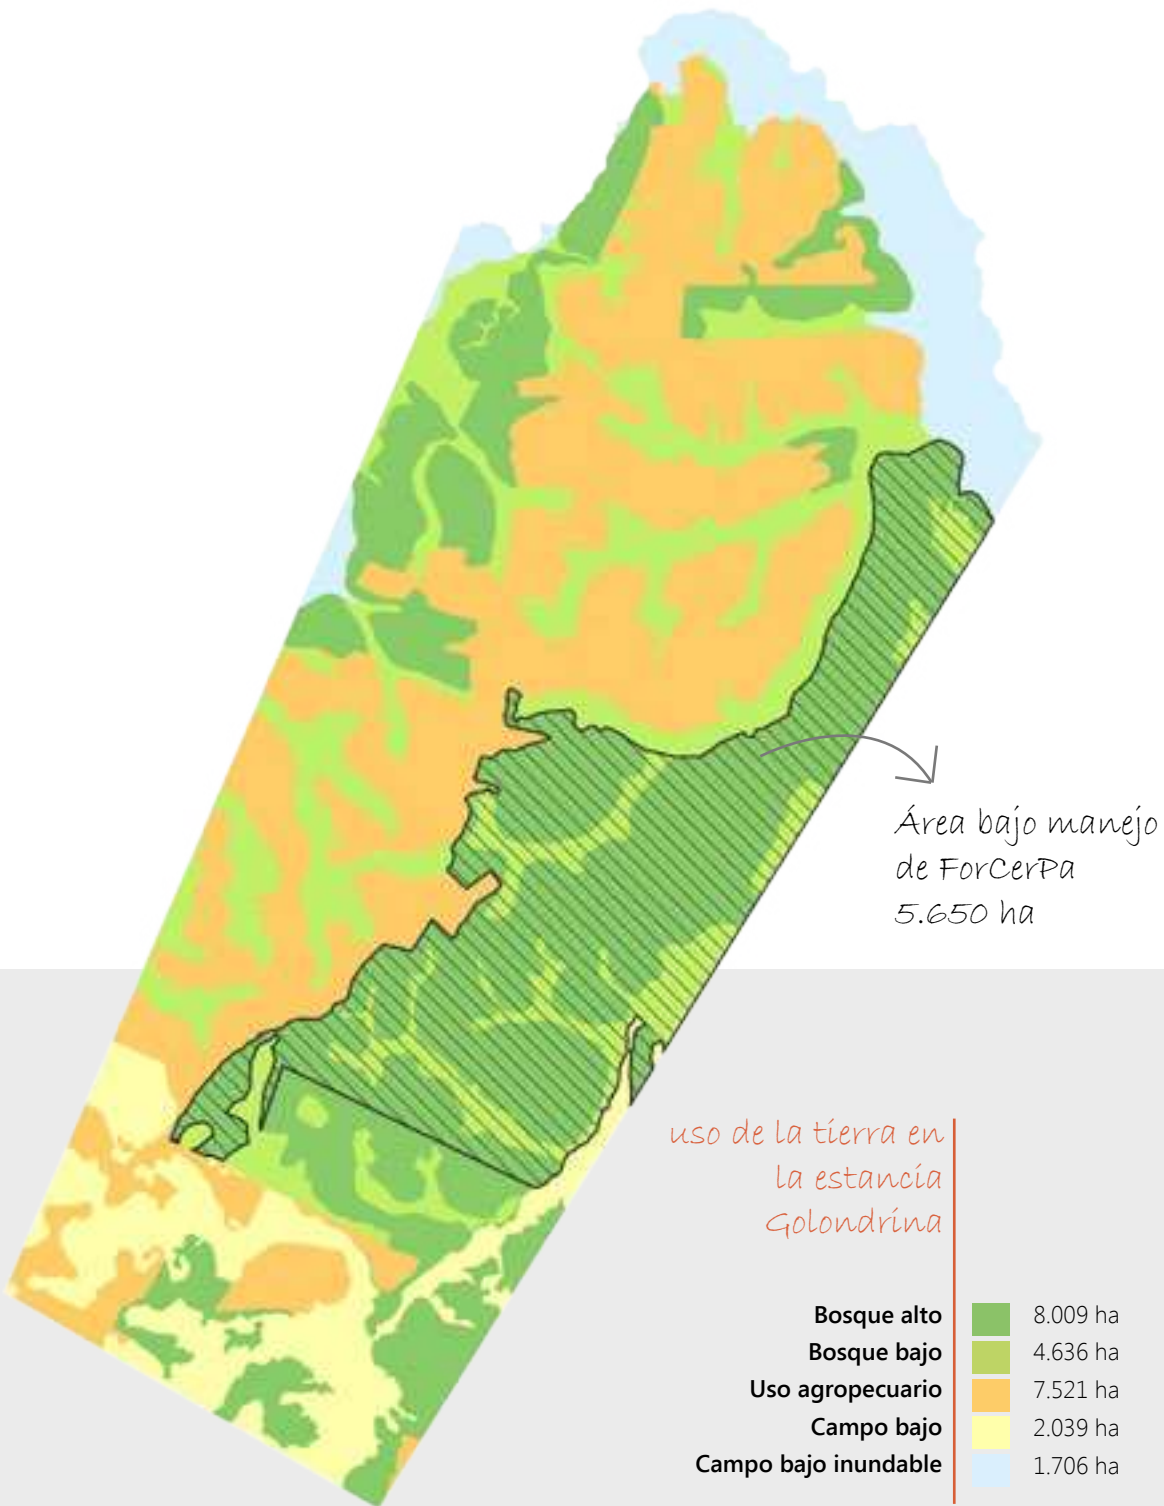 Área bajo manejo
de ForCerPa
5.650 ha
uso de la tierra en
la estancia
Golondrina
Bosque alto 8.009 ha
Bosque bajo 4.636 ha
Uso agropecuario 7.521 ha
Campo bajo 2.039 ha
Campo bajo inundable 1.706 ha